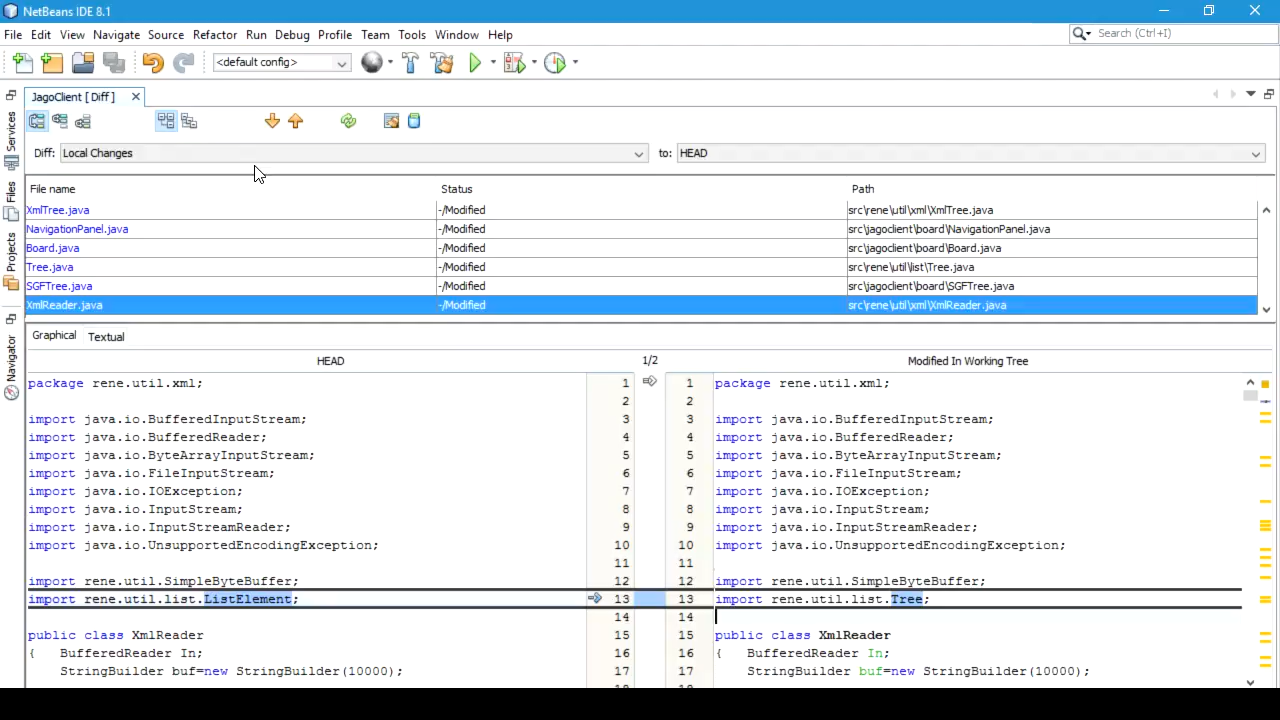 NetBeans IDE 8.1
File Edit View Navigate Source Refactor Run Debug Profile Team Tools Window Help
Search (Ctrl+I)
<default config>
JagoClient [ Diff ]
Services
Files
Projects
Navigator
Diff: Local Changes to: HEAD
File name Status Path
XmlTree.java -/Modified src\rene\util\xml\XmlTree.java
NavigationPanel.java -/Modified src\jagoclient\board\NavigationPanel.java
Board.java -/Modified src\jagoclient\board\Board.java
Tree.java -/Modified src\rene\util\list\Tree.java
SGFTree.java -/Modified src\jagoclient\board\SGFTree.java
XmlReader.java -/Modified src\rene\util\xml\XmlReader.java
Graphical Textual
HEAD 1/2 Modified In Working Tree
package rene.util.xml; 1 1 package rene.util.xml;
2 2
import java.io.BufferedInputStream; 3 3 import java.io.BufferedInputStream;
import java.io.BufferedReader; 4 4 import java.io.BufferedReader;
import java.io.ByteArrayInputStream; 5 5 import java.io.ByteArrayInputStream;
import java.io.FileInputStream; 6 6 import java.io.FileInputStream;
import java.io.IOException; 7 7 import java.io.IOException;
import java.io.InputStream; 8 8 import java.io.InputStream;
import java.io.InputStreamReader; 9 9 import java.io.InputStreamReader;
import java.io.UnsupportedEncodingException; 10 10 import java.io.UnsupportedEncodingException;
11 11
import rene.util.SimpleByteBuffer; 12 12 import rene.util.SimpleByteBuffer;
import rene.util.list.ListElement; 13 13 import rene.util.list.Tree;
14 14
public class XmlReader 15 15 public class XmlReader
{ BufferedReader In; 16 16 { BufferedReader In;
StringBuilder buf=new StringBuilder(10000); 17 17 StringBuilder buf=new StringBuilder(10000);